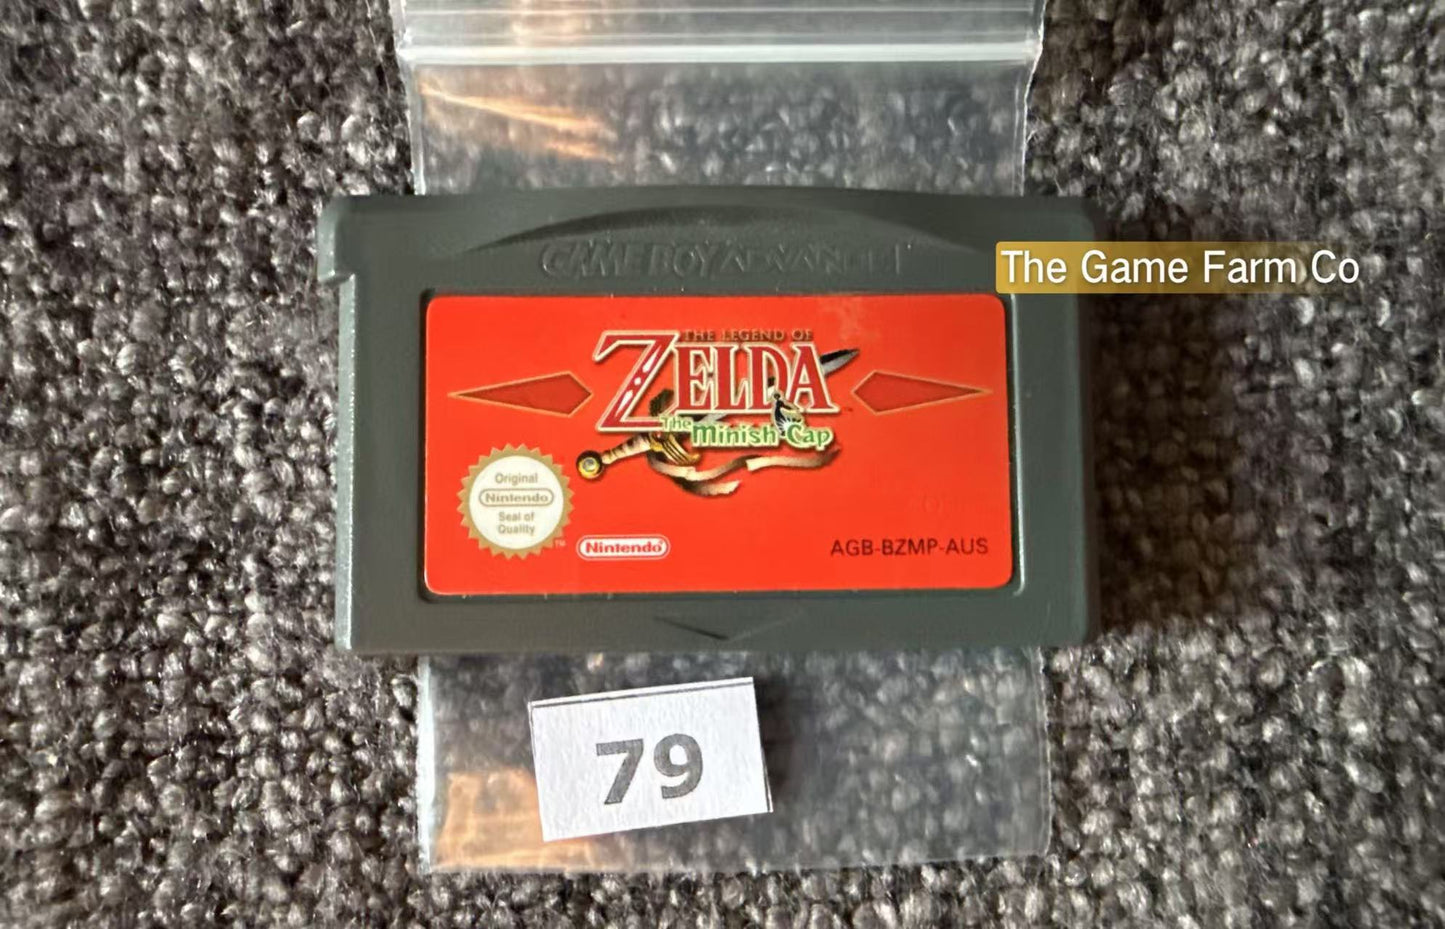 GAME BOY ADVANCE
The Game Farm Co
THE LEGEND OF
ZELDA
The Minish Cap
Original
Nintendo
Seal of
Quality
TM
Nintendo
AGB-BZMP-AUS
79